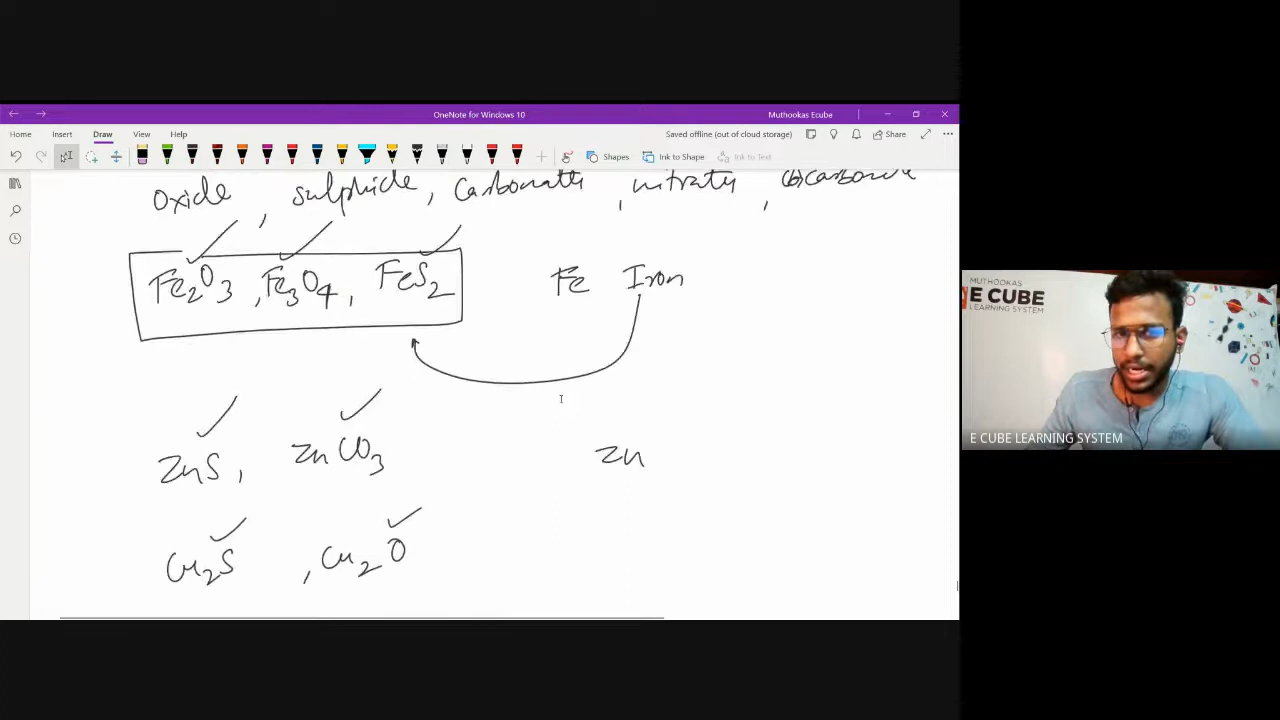 OneNote for Windows 10
Muthookas Ecube
Home Insert Draw View Help
Saved offline (out of cloud storage)
Share
Shapes
Ink to Shape
Ink to Text
oxide, sulphide, Carbonate, nitrate,
Fe2O3, Fe3O4, FeS2
Fe Iron
ZnS, ZnCO3
Zn
Cu2S, Cu2O
MUTHOOKAS
E CUBE
LEARNING SYSTEM
E CUBE LEARNING SYSTEM